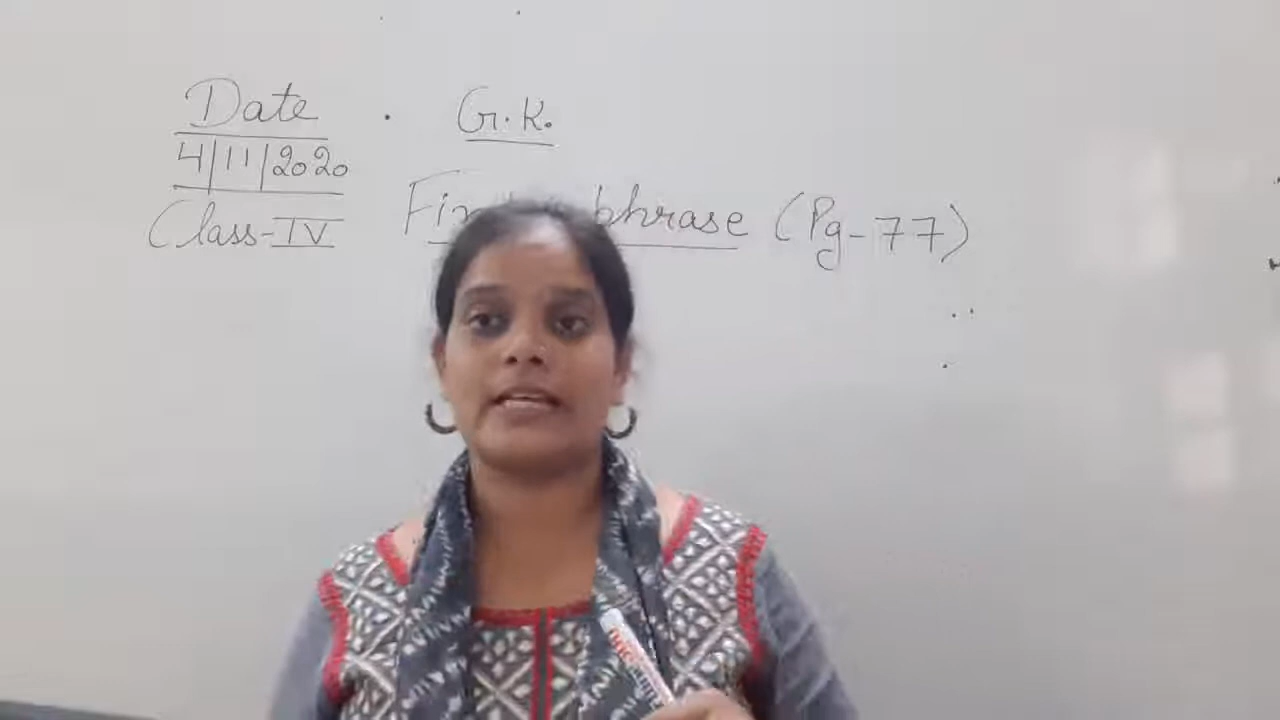 Date
G.K.
4/11/2020
Class-IV
phrase (Pg-77)